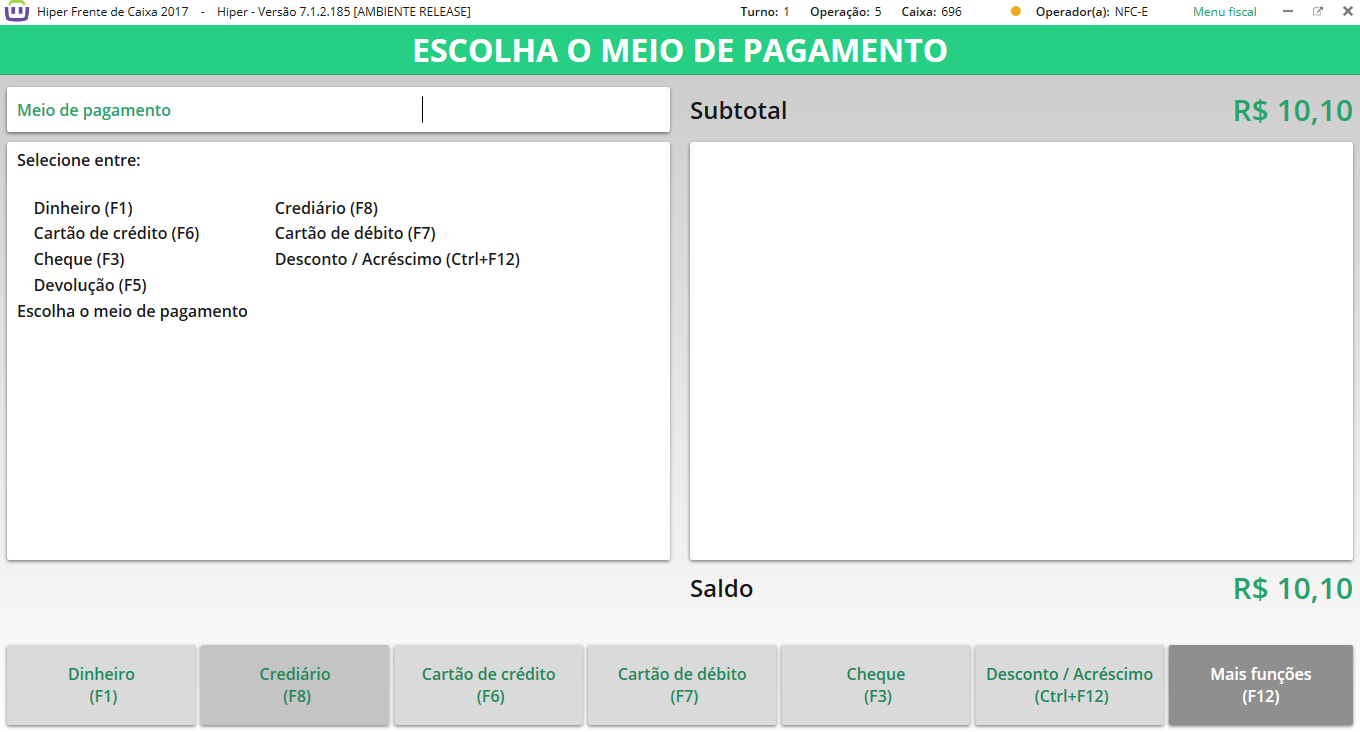 Hiper Frente de Caixa 2017 - Hiper - Versão 7.1.2.185 [AMBIENTE RELEASE] Turno: 1 Operação: 5 Caixa: 696 Operador(a): NFC-E Menu fiscal
ESCOLHA O MEIO DE PAGAMENTO
Meio de pagamento
Subtotal R$ 10,10
Selecione entre:
Dinheiro (F1) Crediário (F8)
Cartão de crédito (F6) Cartão de débito (F7)
Cheque (F3) Desconto / Acréscimo (Ctrl+F12)
Devolução (F5)
Escolha o meio de pagamento
Saldo R$ 10,10
Dinheiro
(F1)
Crediário
(F8)
Cartão de crédito
(F6)
Cartão de débito
(F7)
Cheque
(F3)
Desconto / Acréscimo
(Ctrl+F12)
Mais funções
(F12)